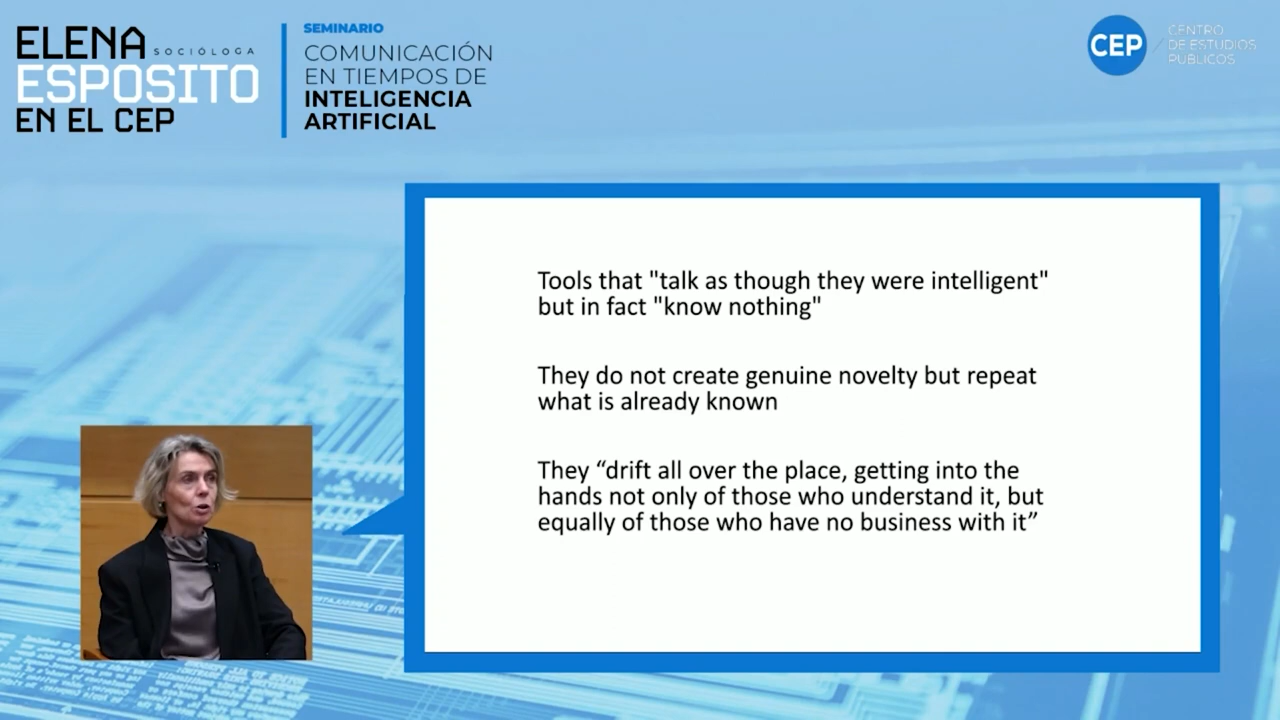 ELENA
SOCIÓLOGA
ESPOSITO
EN EL CEP
SEMINARIO
COMUNICACIÓN
EN TIEMPOS DE
INTELIGENCIA
ARTIFICIAL
CEP
CENTRO
DE ESTUDIOS
PÚBLICOS
Tools that "talk as though they were intelligent"
but in fact "know nothing"
They do not create genuine novelty but repeat
what is already known
They “drift all over the place, getting into the
hands not only of those who understand it, but
equally of those who have no business with it”